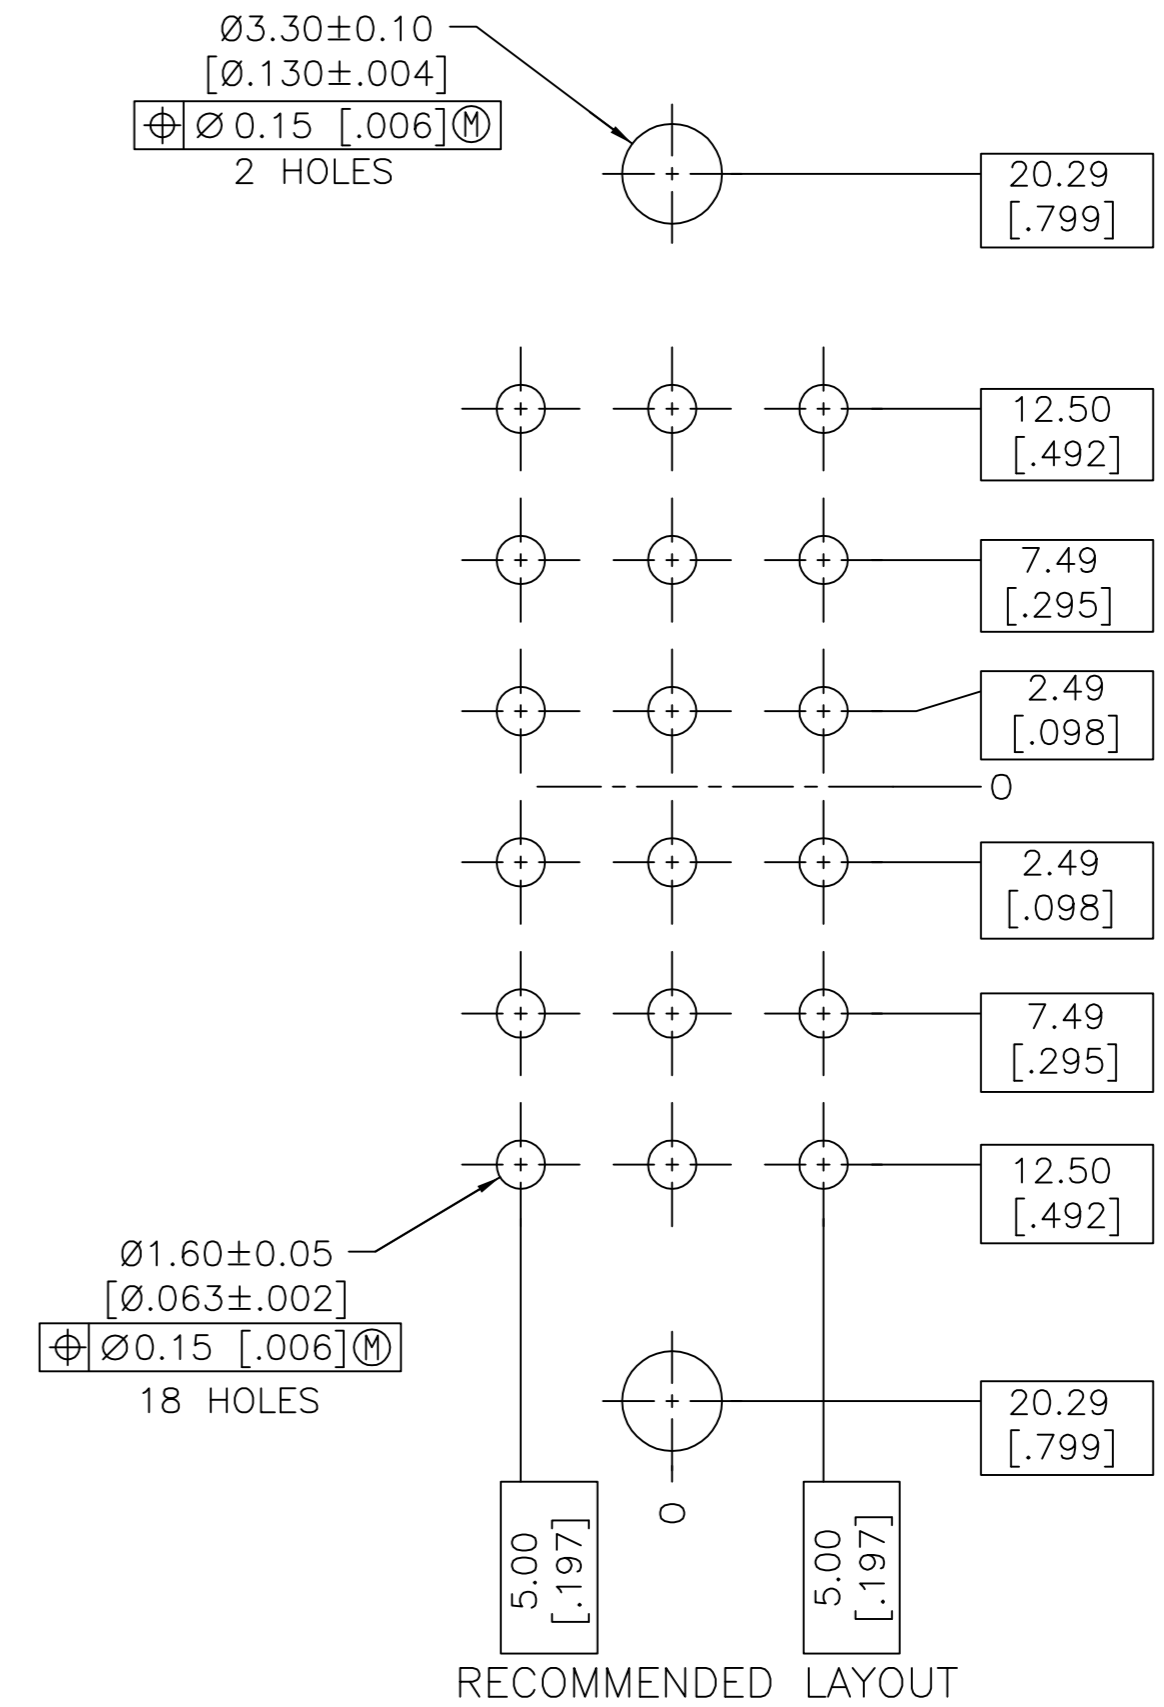 Ø3.30±0.10
[Ø.130±.004]
⌖ Ø 0.15 [.006]Ⓜ
2 HOLES
20.29
[.799]
12.50
[.492]
7.49
[.295]
2.49
[.098]
0
2.49
[.098]
7.49
[.295]
12.50
[.492]
Ø1.60±0.05
[Ø.063±.002]
⌖ Ø0.15 [.006]Ⓜ
18 HOLES
20.29
[.799]
5.00
[.197]
0
5.00
[.197]
RECOMMENDED LAYOUT